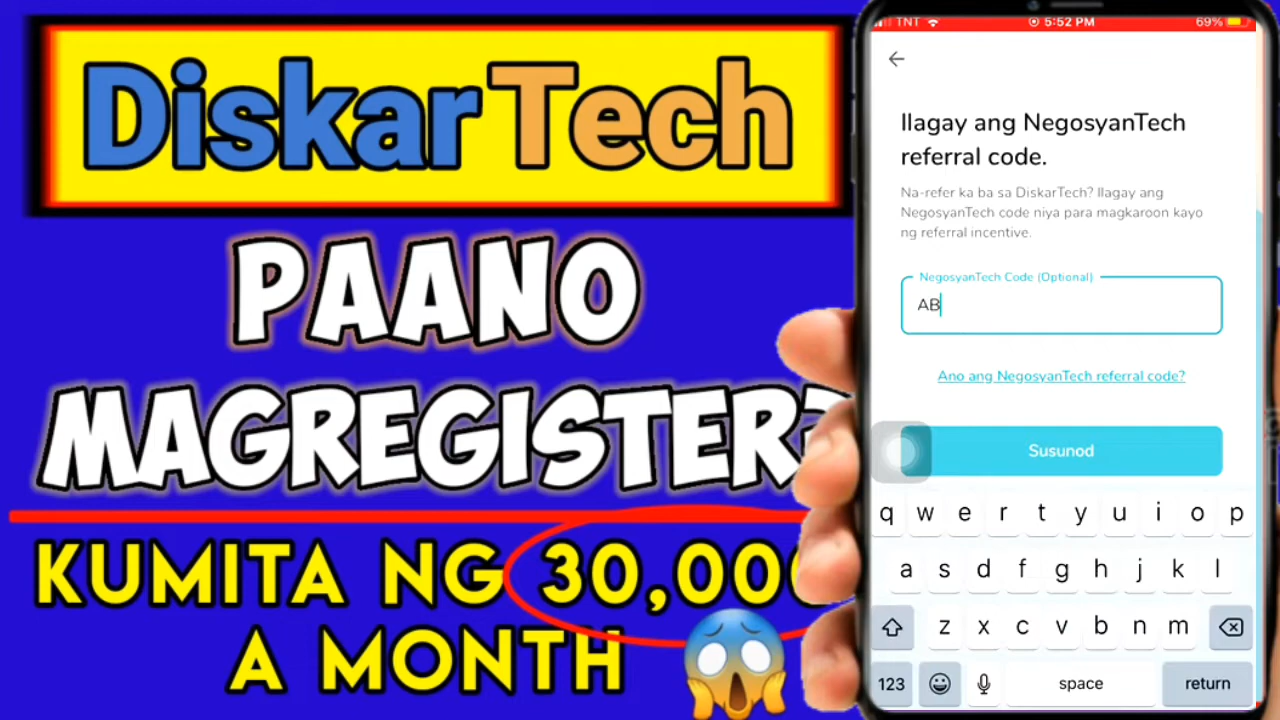 DiskarTech
PAANO
MAGREGISTER?
KUMITA NG 30,000
A MONTH
TNT 5:52 PM 69%
Ilagay ang NegosyanTech
referral code.
Na-refer ka ba sa DiskarTech? Ilagay ang
NegosyanTech code niya para magkaroon kayo
ng referral incentive.
NegosyanTech Code (Optional)
AB
Ano ang NegosyanTech referral code?
Susunod
q w e r t y u i o p
a s d f g h j k l
z x c v b n m
123 space return